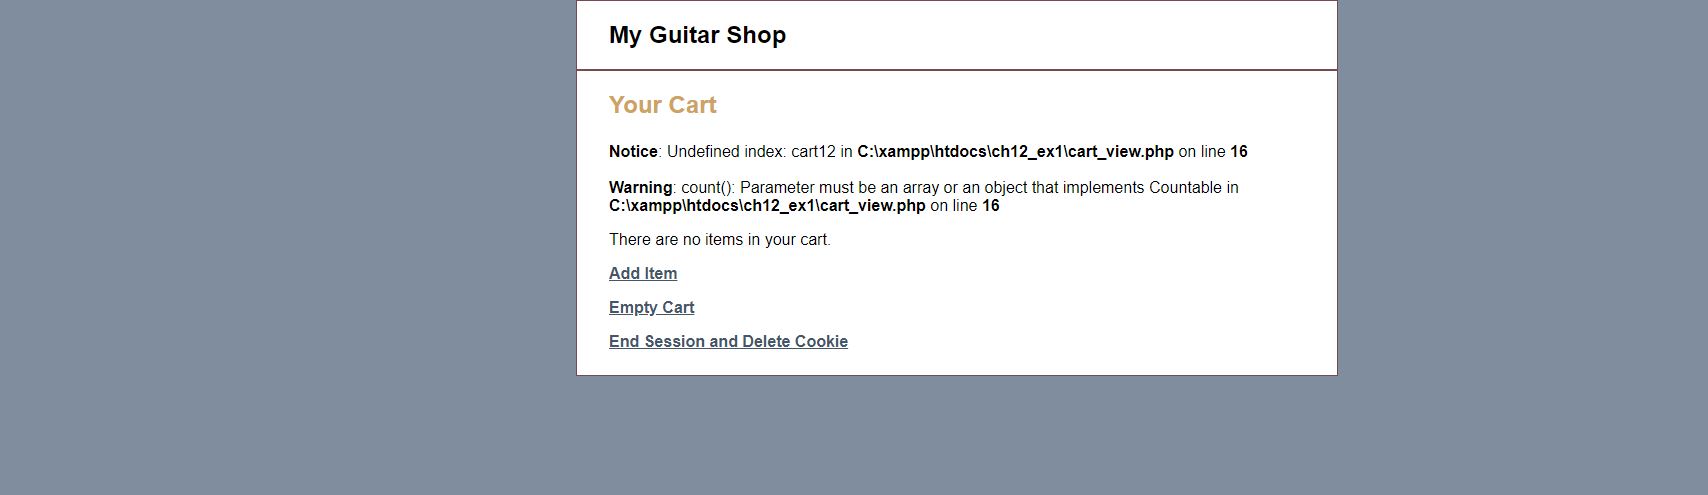 My Guitar Shop
Your Cart
Notice: Undefined index: cart12 in C:\xampp\htdocs\ch12_ex1\cart_view.php on line 16
Warning: count(): Parameter must be an array or an object that implements Countable in
C:\xampp\htdocs\ch12_ex1\cart_view.php on line 16
There are no items in your cart.
Add Item
Empty Cart
End Session and Delete Cookie